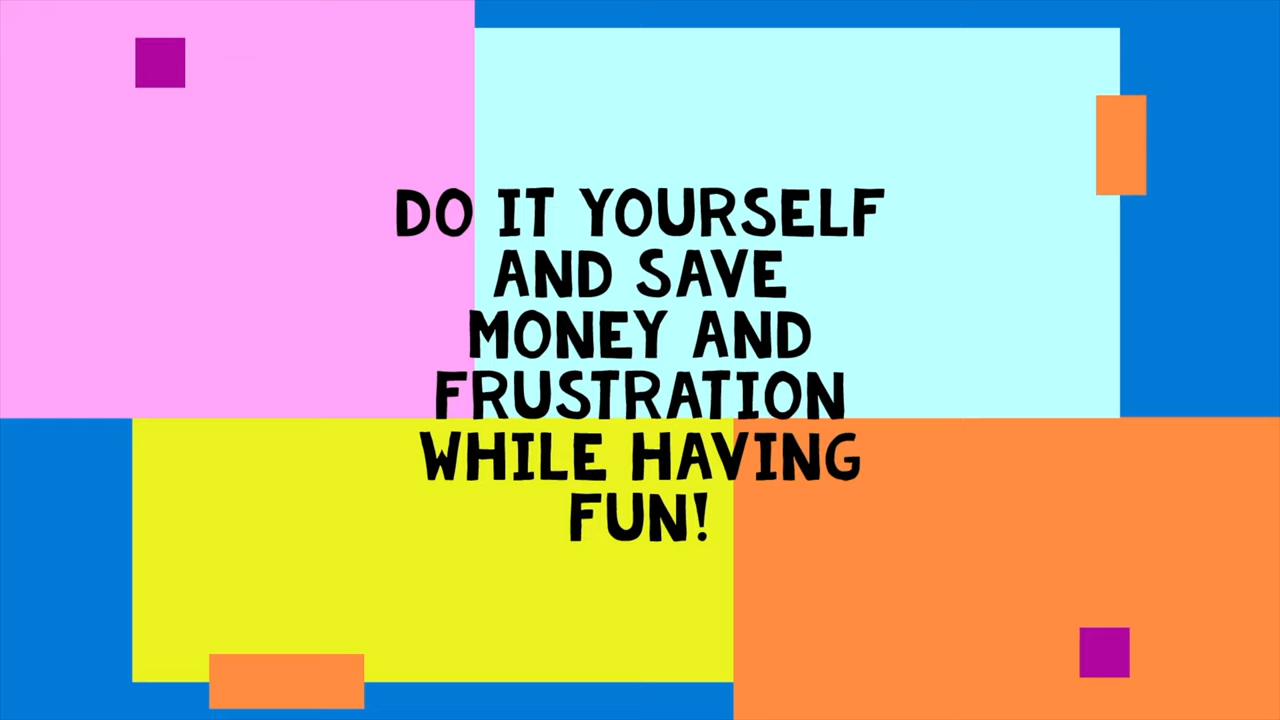 DO IT YOURSELF
AND SAVE
MONEY AND
FRUSTRATION
WHILE HAVING
FUN!